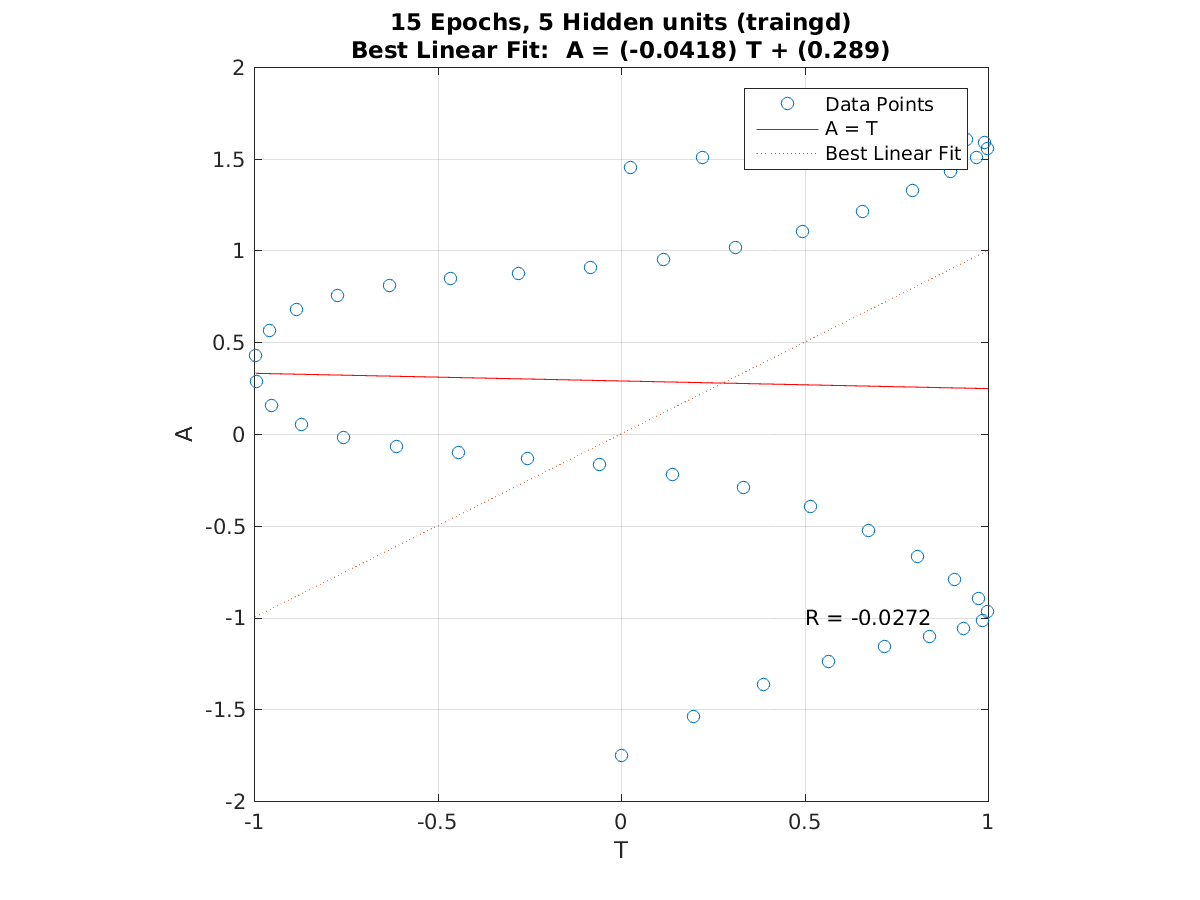 15 Epochs, 5 Hidden units (traingd)
Best Linear Fit:  A = (-0.0418) T + (0.289)
2
1.5
1
0.5
0
-0.5
-1
-1.5
-2
A
Data Points
A = T
Best Linear Fit
R = -0.0272
-1
-0.5
0
0.5
1
T